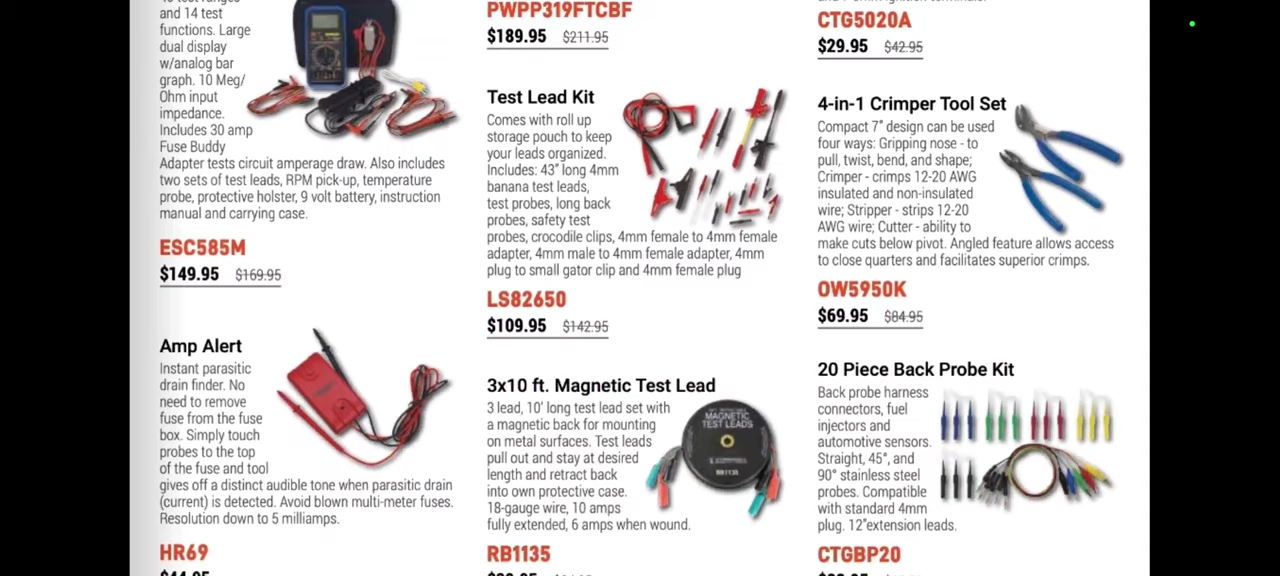 and 14 test
functions. Large
dual display
w/analog bar
graph. 10 Meg/
Ohm input
impedance.
Includes 30 amp
Fuse Buddy
Adapter tests circuit amperage draw. Also includes
two sets of test leads, RPM pick-up, temperature
probe, protective holster, 9 volt battery, instruction
manual and carrying case.
ESC585M
$149.95 $169.95
Amp Alert
Instant parasitic
drain finder. No
need to remove
fuse from the fuse
box. Simply touch
probes to the top
of the fuse and tool
gives off a distinct audible tone when parasitic drain
(current) is detected. Avoid blown multi-meter fuses.
Resolution down to 5 milliamps.
HR69
PWPP319FTCBF
$189.95 $211.95
Test Lead Kit
Comes with roll up
storage pouch to keep
your leads organized.
Includes: 43" long 4mm
banana test leads,
test probes, long back
probes, safety test
probes, crocodile clips, 4mm female to 4mm female
adapter, 4mm male to 4mm female adapter, 4mm
plug to small gator clip and 4mm female plug
LS82650
$109.95 $142.95
3x10 ft. Magnetic Test Lead
3 lead, 10' long test lead set with
a magnetic back for mounting
on metal surfaces. Test leads
pull out and stay at desired
length and retract back
into own protective case.
18-gauge wire, 10 amps
fully extended, 6 amps when wound.
MAGNETIC
TEST LEADS
RB1135
RB1135
CTG5020A
$29.95 $42.95
4-in-1 Crimper Tool Set
Compact 7" design can be used
four ways: Gripping nose - to
pull, twist, bend, and shape;
Crimper - crimps 12-20 AWG
insulated and non-insulated
wire; Stripper - strips 12-20
AWG wire; Cutter - ability to
make cuts below pivot. Angled feature allows access
to close quarters and facilitates superior crimps.
OW5950K
$69.95 $84.95
20 Piece Back Probe Kit
Back probe harness
connectors, fuel
injectors and
automotive sensors.
Straight, 45°, and
90° stainless steel
probes. Compatible
with standard 4mm
plug. 12"extension leads.
CTGBP20